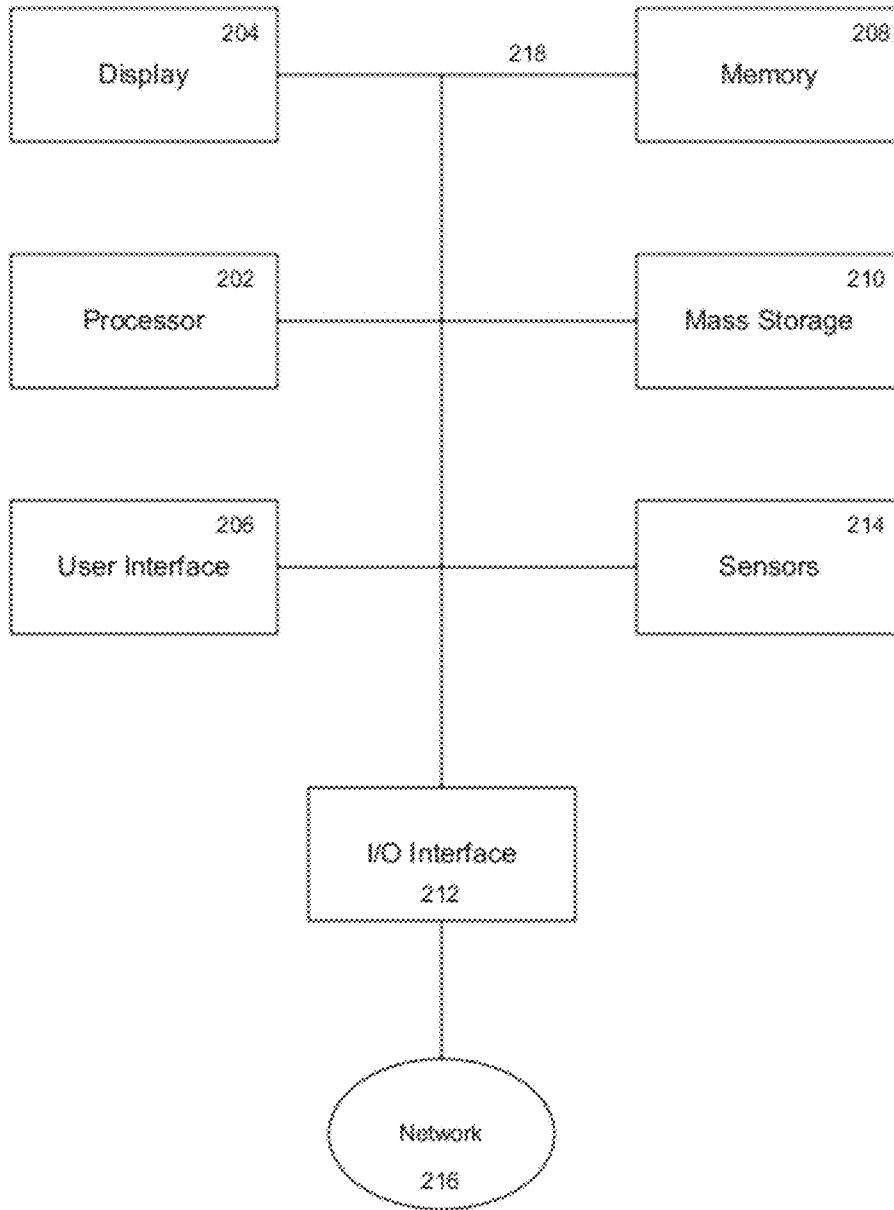 204
Display
218
208
Memory
202
Processor
210
Mass Storage
206
User Interface
214
Sensors
I/O Interface
212
Network
216